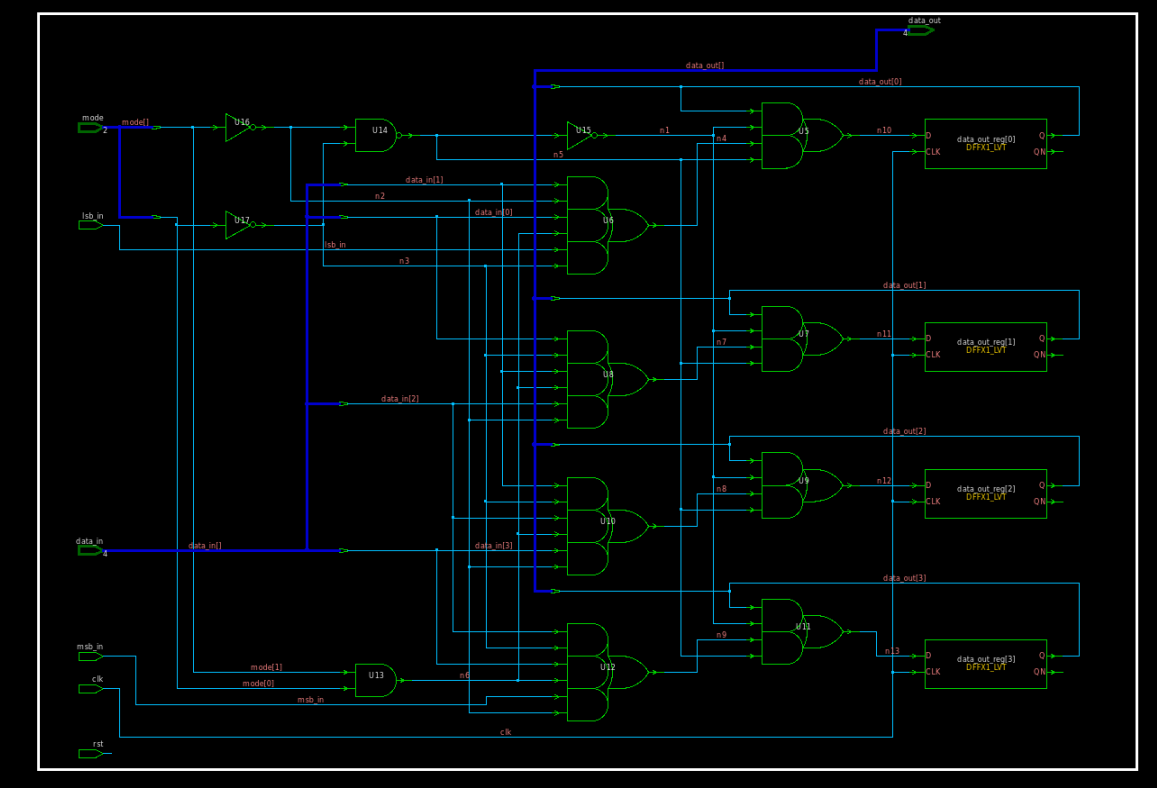 data_out
4
data_out[]
data_out[0]
mode
2
mode[]
U16
U14
U15
n1
n4
U5
n10
D
Q
data_out_reg[0]
DFFX1_LVT
CLK
QN
n5
data_in[1]
n2
lsb_in
data_in[0]
U17
U6
lsb_in
n3
data_out[1]
U7
n11
D
Q
data_out_reg[1]
DFFX1_LVT
CLK
QN
n7
U8
data_in[2]
data_out[2]
U9
n12
D
Q
data_out_reg[2]
DFFX1_LVT
CLK
QN
n8
U10
data_in
4
data_in[]
data_in[3]
data_out[3]
U11
n9
msb_in
n13
D
Q
data_out_reg[3]
DFFX1_LVT
CLK
QN
mode[1]
U12
U13
n6
clk
mode[0]
msb_in
clk
rst